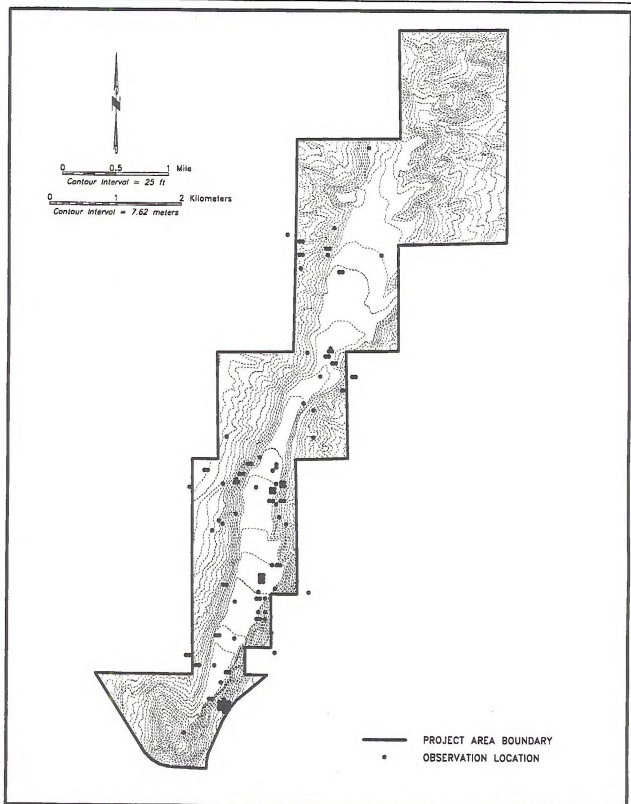 N
0 0.5 1 Mile
Contour Interval = 25 ft
0 1 2 Kilometers
Contour Interval = 7.62 meters
PROJECT AREA BOUNDARY
OBSERVATION LOCATION